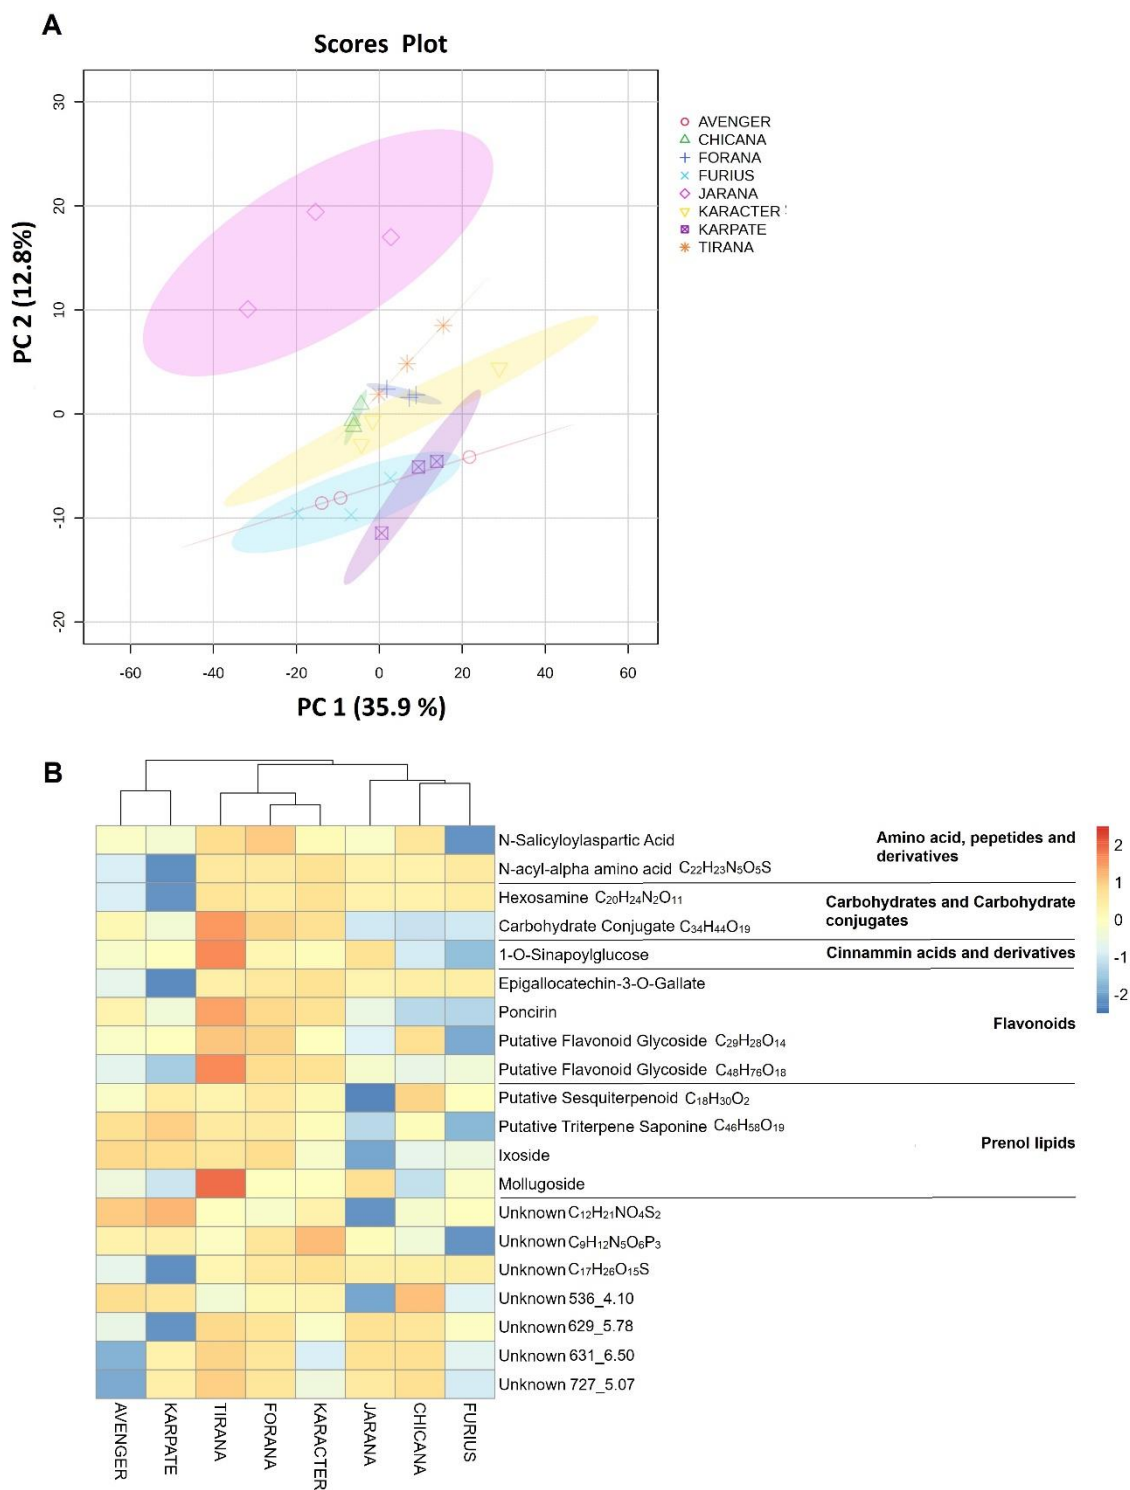 A
Scores Plot
30
20
10
0
-10
-20
PC 2 (12.8%)
-60
-40
-20
0
20
40
60
PC 1 (35.9 %)
AVENGER
CHICANA
FORANA
FURIUS
JARANA
KARACTER
KARPATE
TIRANA
B
N-Salicyloylaspartic Acid
N-acyl-alpha amino acid C₂₂H₂₃N₅O₅S
Hexosamine C₂₀H₂₄N₂O₁₁
Carbohydrate Conjugate C₃₄H₄₄O₁₉
1-O-Sinapoylglucose
Epigallocatechin-3-O-Gallate
Poncirin
Putative Flavonoid Glycoside C₂₉H₂₈O₁₄
Putative Flavonoid Glycoside C₄₈H₇₆O₁₈
Putative Sesquiterpenoid C₁₈H₃₀O₂
Putative Triterpene Saponine C₄₆H₅₈O₁₉
Ixoside
Mollugoside
Unknown C₁₂H₂₁NO₄S₂
Unknown C₉H₁₂N₅O₆P₃
Unknown C₁₇H₂₆O₁₅S
Unknown 536_4.10
Unknown 629_5.78
Unknown 631_6.50
Unknown 727_5.07
Amino acid, pepetides and
derivatives
Carbohydrates and Carbohydrate
conjugates
Cinnammin acids and derivatives
Flavonoids
Prenol lipids
2
1
0
-1
-2
AVENGER
KARPATE
TIRANA
FORANA
KARACTER
JARANA
CHICANA
FURIUS